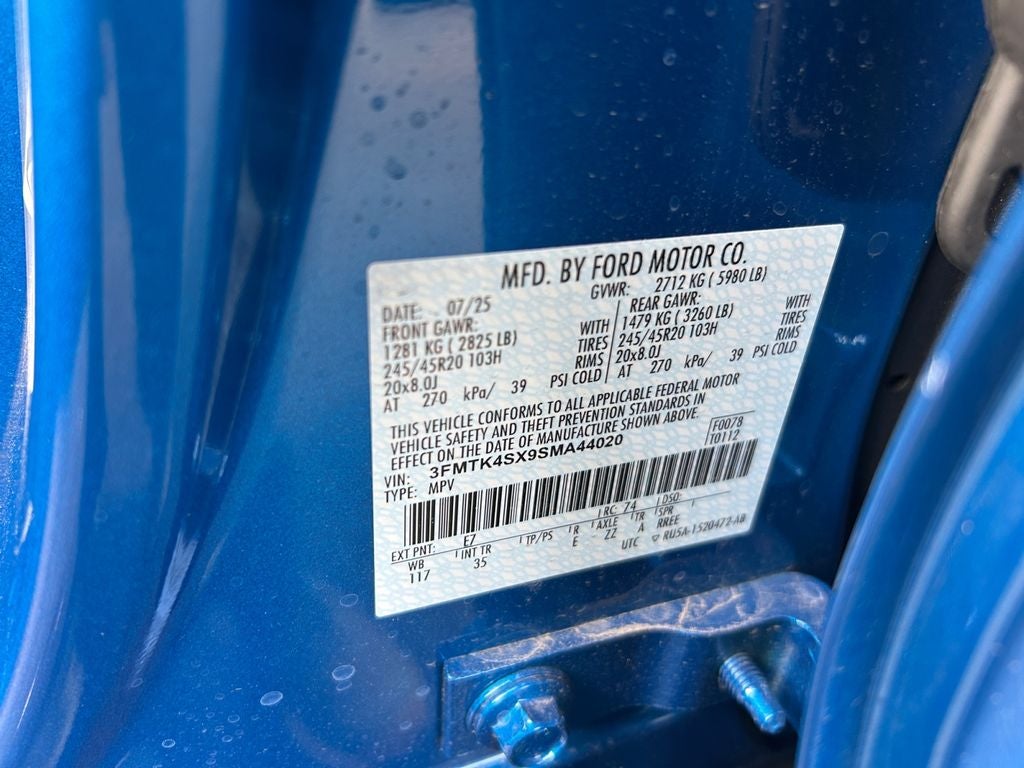 MFD. BY FORD MOTOR CO.
DATE: 07/25 GVWR: 2712 KG ( 5980 LB)
FRONT GAWR: WITH REAR GAWR: WITH
1281 KG ( 2825 LB) TIRES 1479 KG ( 3260 LB) TIRES
245/45R20 103H RIMS 245/45R20 103H RIMS
20x8.0J PSI COLD 20x8.0J PSI COLD
AT 270 kPa/ 39 AT 270 kPa/ 39
THIS VEHICLE CONFORMS TO ALL APPLICABLE FEDERAL MOTOR
VEHICLE SAFETY AND THEFT PREVENTION STANDARDS IN
EFFECT ON THE DATE OF MANUFACTURE SHOWN ABOVE.
VIN: 3FMTK4SX9SMA44020 F0078
TYPE: MPV T0112
EXT PNT: EZ RC: Z4 DSO:
WB INT TR TP/PS R AXLE TR SPR
117 35 E - ZZ A RREE
UTC ▽ RU5A-1520472-AB